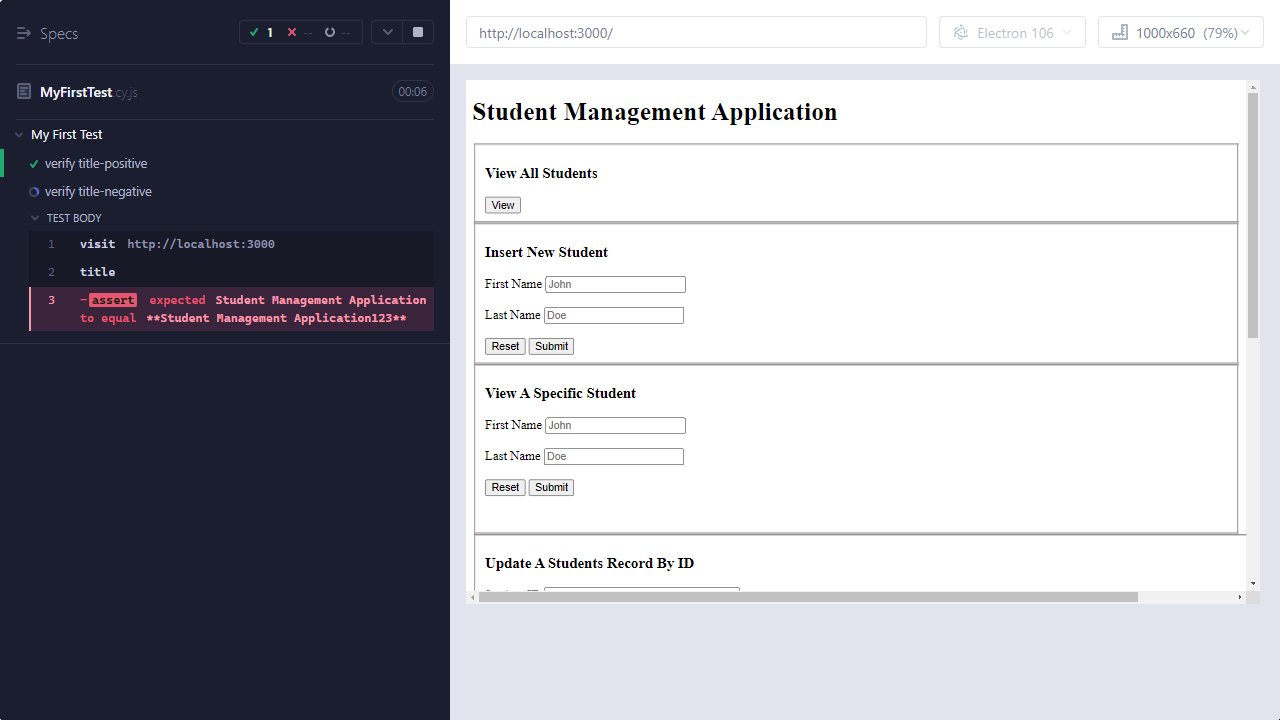 Specs
1 -- --
MyFirstTest.cy.js 00:06
My First Test
verify title-positive
verify title-negative
TEST BODY
1 visit http://localhost:3000
2 title
3 -assert expected Student Management Application
to equal **Student Management Application123**
http://localhost:3000/
Electron 106
1000x660 (79%)
Student Management Application
View All Students
View
Insert New Student
First Name John
Last Name Doe
Reset Submit
View A Specific Student
First Name John
Last Name Doe
Reset Submit
Update A Students Record By ID